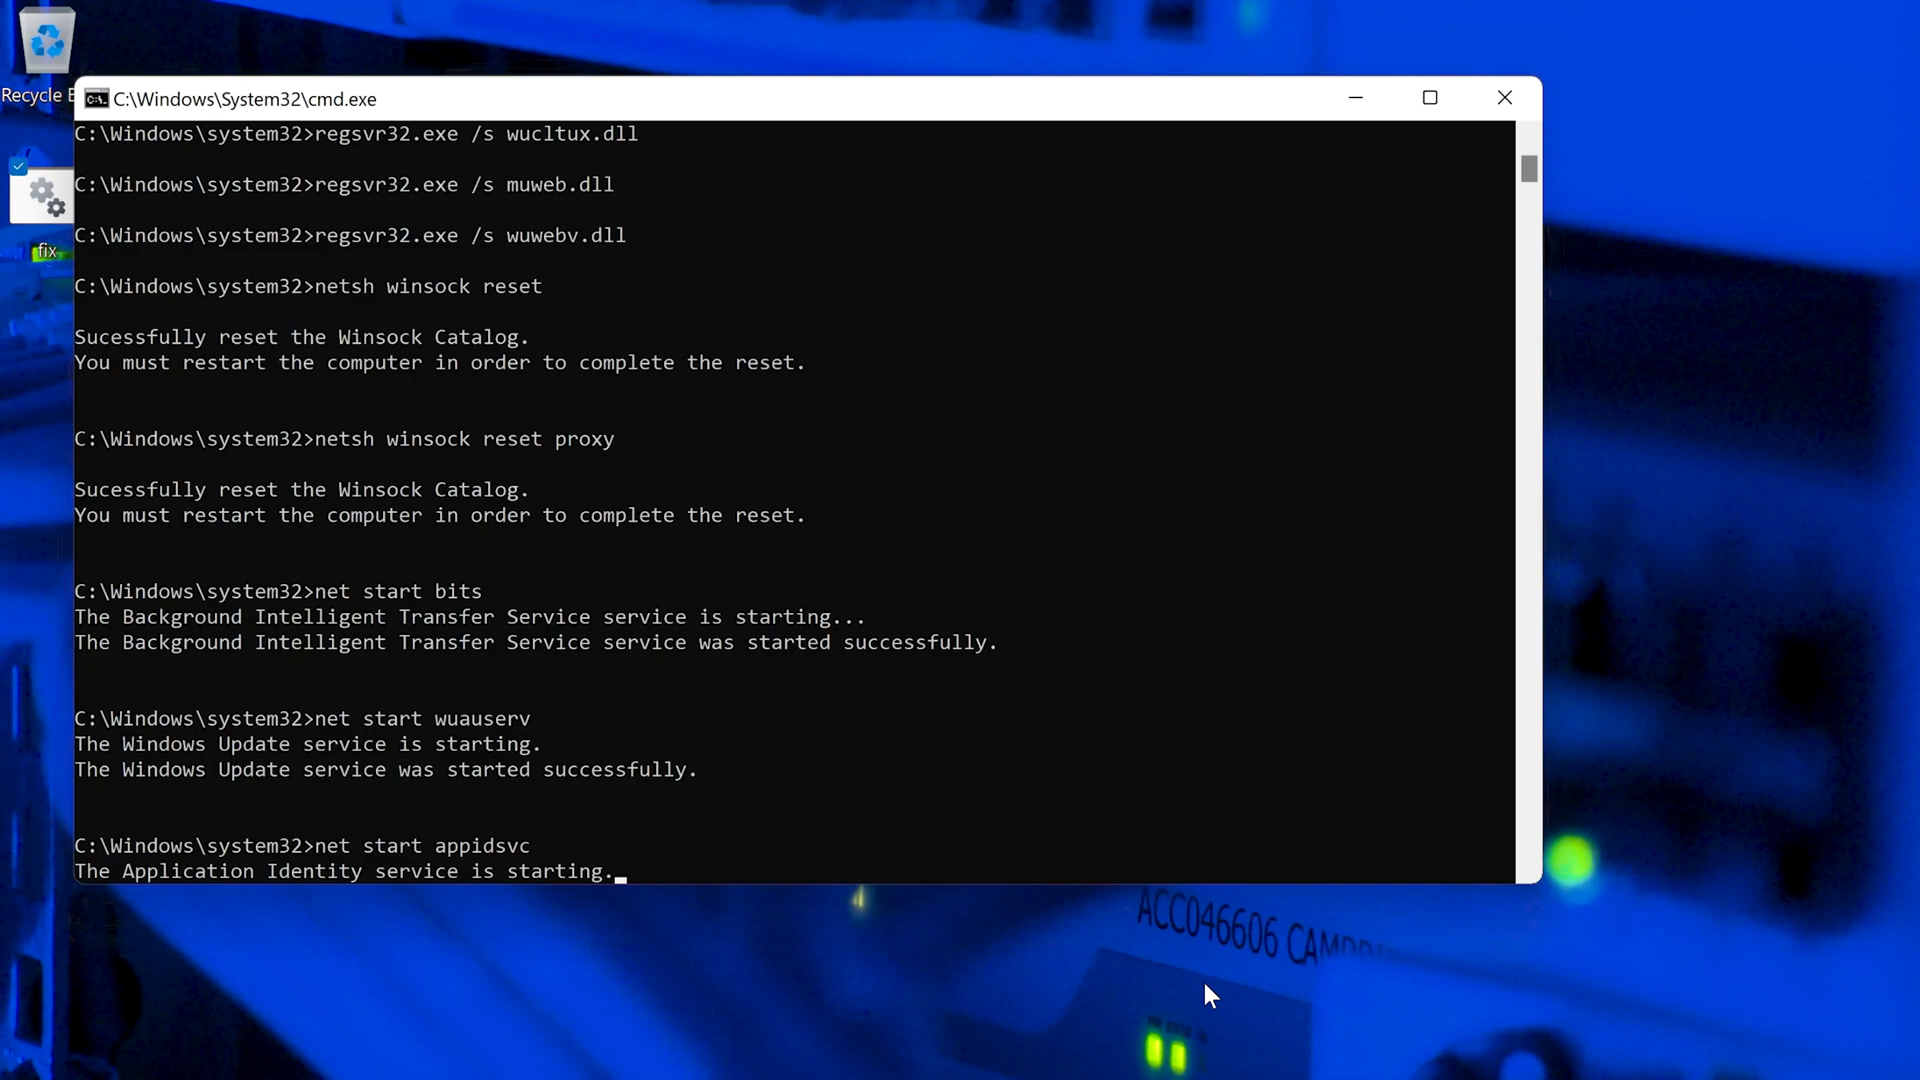 Recycle
C:\Windows\System32\cmd.exe
C:\Windows\system32>regsvr32.exe /s wucltux.dll
C:\Windows\system32>regsvr32.exe /s muweb.dll
C:\Windows\system32>regsvr32.exe /s wuwebv.dll
fix
C:\Windows\system32>netsh winsock reset
Sucessfully reset the Winsock Catalog.
You must restart the computer in order to complete the reset.
C:\Windows\system32>netsh winsock reset proxy
Sucessfully reset the Winsock Catalog.
You must restart the computer in order to complete the reset.
C:\Windows\system32>net start bits
The Background Intelligent Transfer Service service is starting...
The Background Intelligent Transfer Service service was started successfully.
C:\Windows\system32>net start wuauserv
The Windows Update service is starting.
The Windows Update service was started successfully.
C:\Windows\system32>net start appidsvc
The Application Identity service is starting.
ACC046606